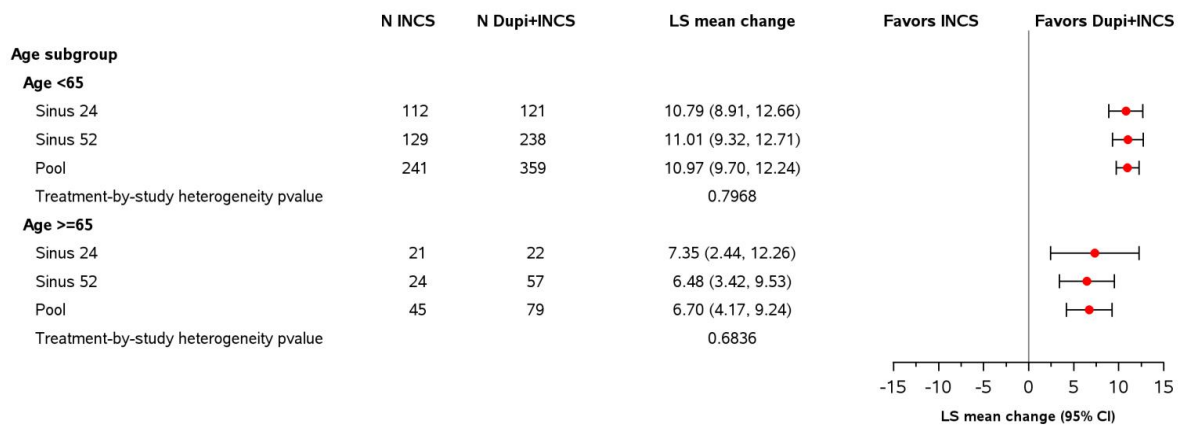 N INCS N Dupi+INCS LS mean change Favors INCS Favors Dupi+INCS
Age subgroup
Age <65
Sinus 24 112 121 10.79 (8.91, 12.66)
Sinus 52 129 238 11.01 (9.32, 12.71)
Pool 241 359 10.97 (9.70, 12.24)
Treatment-by-study heterogeneity pvalue 0.7968
Age >=65
Sinus 24 21 22 7.35 (2.44, 12.26)
Sinus 52 24 57 6.48 (3.42, 9.53)
Pool 45 79 6.70 (4.17, 9.24)
Treatment-by-study heterogeneity pvalue 0.6836
-15 -10 -5 0 5 10 15
LS mean change (95% CI)